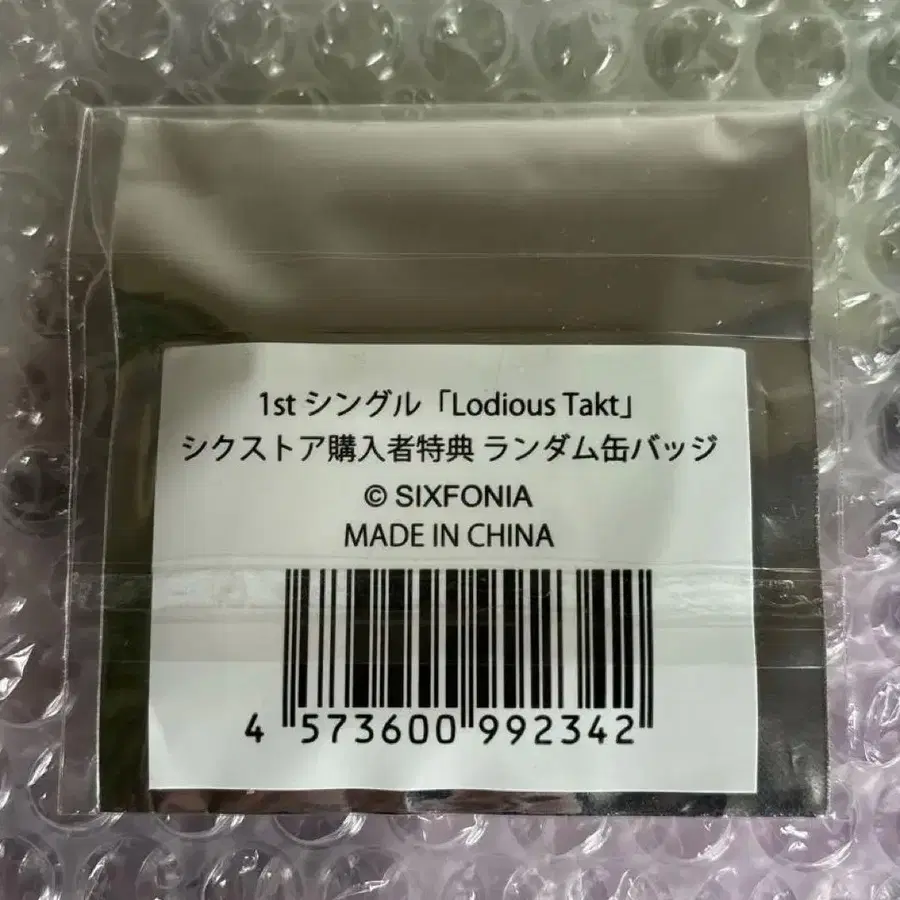 1st シングル「Lodious Takt」
シクストア購入者特典 ランダム缶バッジ
© SIXFONIA
MADE IN CHINA
4 573600 992342